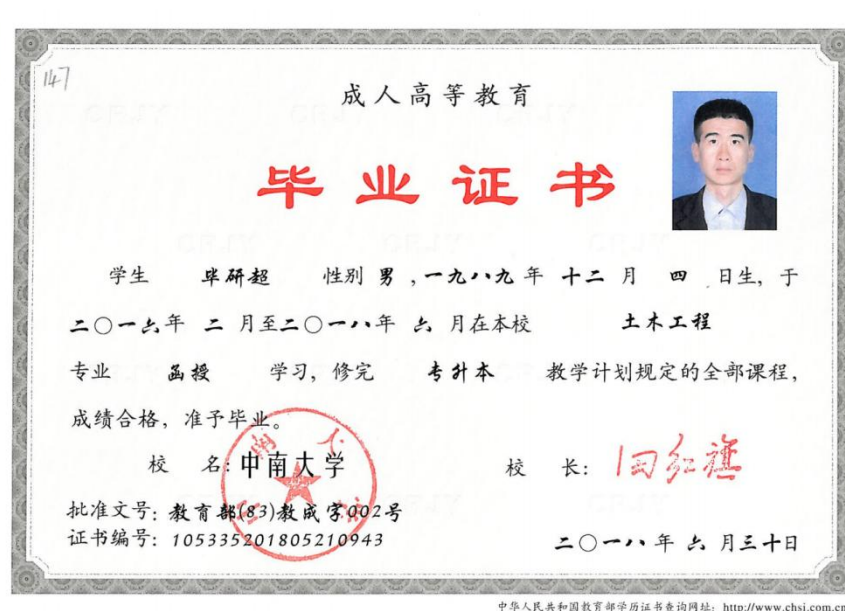 147
成人高等教育
毕业证书
学生 毕研超 性别 男 ,一九八九 年 十二 月 四 日生, 于
二〇一六年 二 月至二〇一八年 六 月在本校 土木工程
专业 函授 学习, 修完 专升本 教学计划规定的全部课程,
成绩合格, 准予毕业。
校 名: 中南大学 校 长: 田红旗
批准文号: 教育部(83)教成字002号
证书编号: 105335201805210943
二〇一八 年 六 月三十日
中华人民共和国教育部学历证书查询网址: http://www.chsi.com.cn